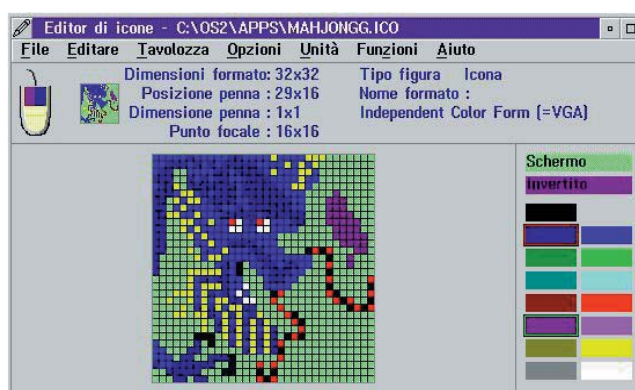 Editor di icone - C:\OS2\APPS\MAHJONGG.ICO
File Editare Tavolozza Opzioni Unità Funzioni Aiuto
Dimensioni formato: 32x32 Tipo figura Icona
Posizione penna : 29x16 Nome formato :
Dimensione penna : 1x1 Independent Color Form (=VGA)
Punto focale : 16x16
Schermo
Invertito